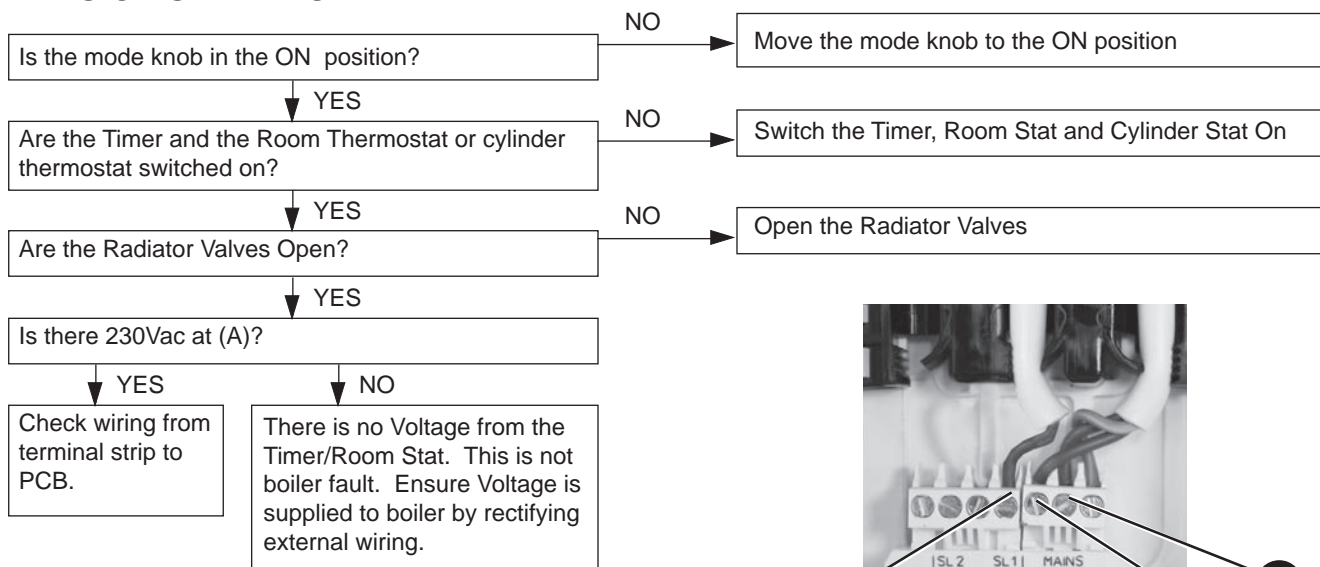 NO
Is the mode knob in the ON position?
Move the mode knob to the ON position
YES
Are the Timer and the Room Thermostat or cylinder
thermostat switched on?
NO
Switch the Timer, Room Stat and Cylinder Stat On
YES
Are the Radiator Valves Open?
NO
Open the Radiator Valves
YES
Is there 230Vac at (A)?
YES
NO
Check wiring from
terminal strip to
PCB.
There is no Voltage from the
Timer/Room Stat. This is not
boiler fault. Ensure Voltage is
supplied to boiler by rectifying
external wiring.
SL 2 SL 1 MAINS